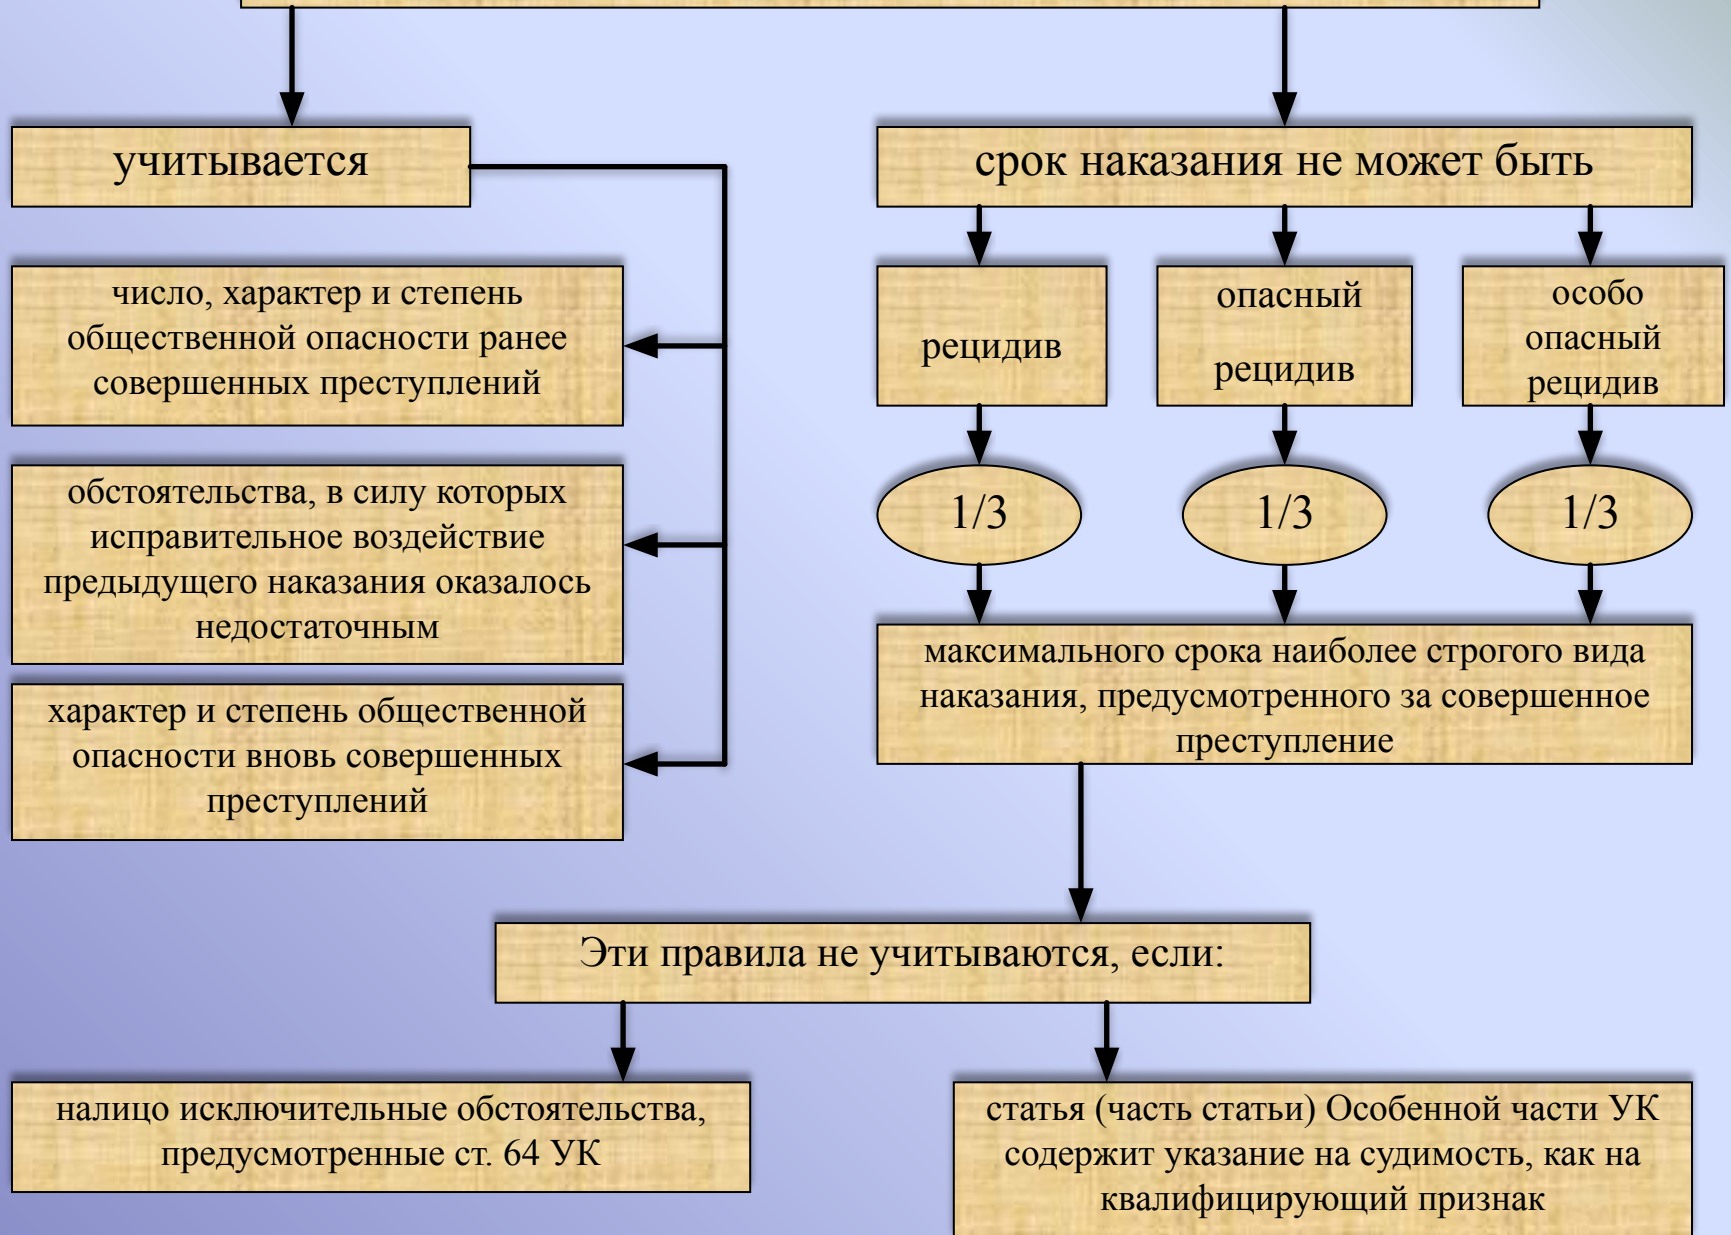 учитывается
число, характер и степень
общественной опасности ранее
совершенных преступлений
обстоятельства, в силу которых
исправительное воздействие
предыдущего наказания оказалось
недостаточным
характер и степень общественной
опасности вновь совершенных
преступлений
срок наказания не может быть
рецидив
опасный
рецидив
особо
опасный
рецидив
1/3
1/3
1/3
максимального срока наиболее строгого вида
наказания, предусмотренного за совершенное
преступление
Эти правила не учитываются, если:
налицо исключительные обстоятельства,
предусмотренные ст. 64 УК
статья (часть статьи) Особенной части УК
содержит указание на судимость, как на
квалифицирующий признак